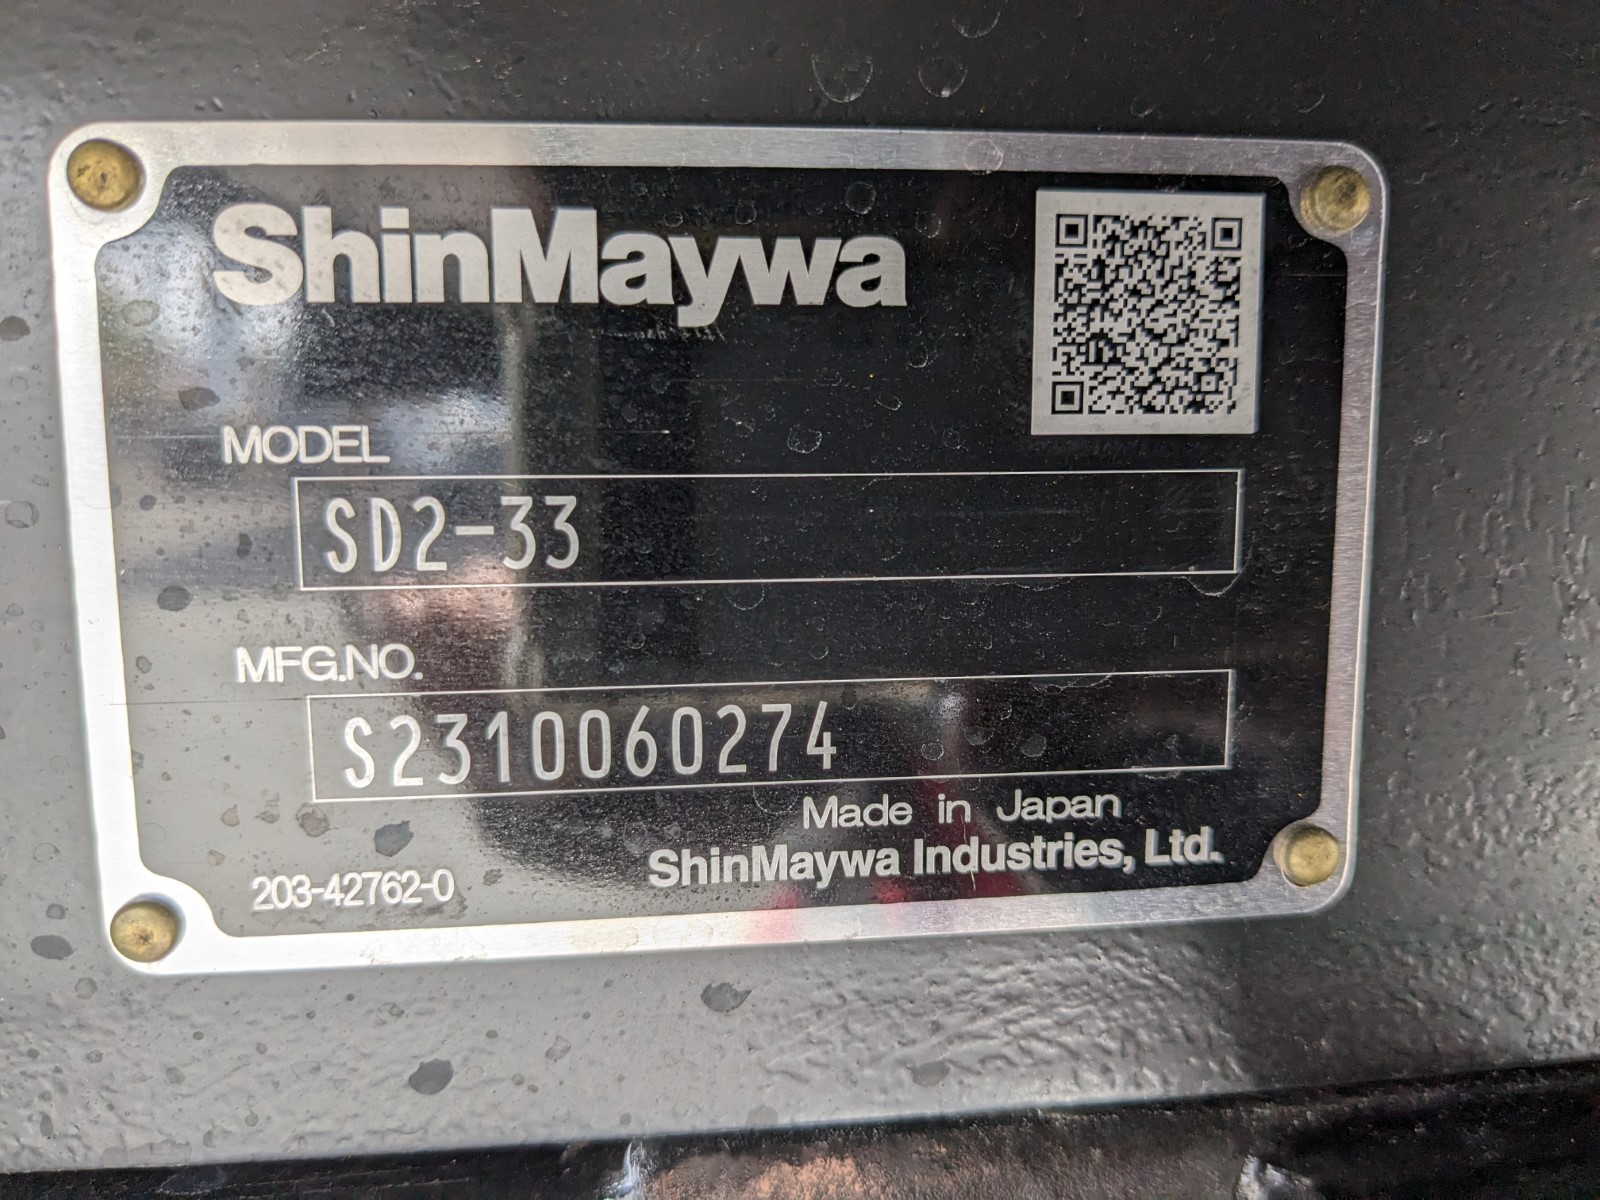 ShinMaywa
MODEL
SD2-33
MFG.NO.
S2310060274
Made in Japan
ShinMaywa Industries, Ltd.
203-42762-0